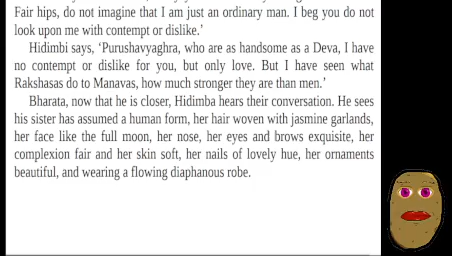 Fair hips, do not imagine that I am just an ordinary man. I beg you do not
look upon me with contempt or dislike.’
Hidimbi says, ‘Purushavyaghra, who are as handsome as a Deva, I have
no contempt or dislike for you, but only love. But I have seen what
Rakshasas do to Manavas, how much stronger they are than men.’
Bharata, now that he is closer, Hidimba hears their conversation. He sees
his sister has assumed a human form, her hair woven with jasmine garlands,
her face like the full moon, her nose, her eyes and brows exquisite, her
complexion fair and her skin soft, her nails of lovely hue, her ornaments
beautiful, and wearing a flowing diaphanous robe.